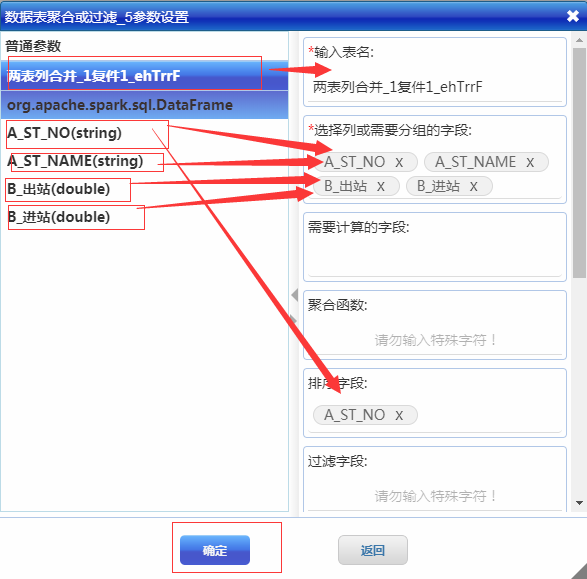 数据表聚合或过滤_5参数设置
普通参数
两表列合并_1复件1_ehTrrF
org.apache.spark.sql.DataFrame
A_ST_NO(string)
A_ST_NAME(string)
B_出站(double)
B_进站(double)
*输入表名:
两表列合并_1复件1_ehTrrF
*选择列或需要分组的字段:
A_ST_NO x A_ST_NAME x
B_出站 x B_进站 x
需要计算的字段:
聚合函数:
请勿输入特殊字符！
排序字段:
A_ST_NO x
过滤字段:
请勿输入特殊字符！
确定 返回